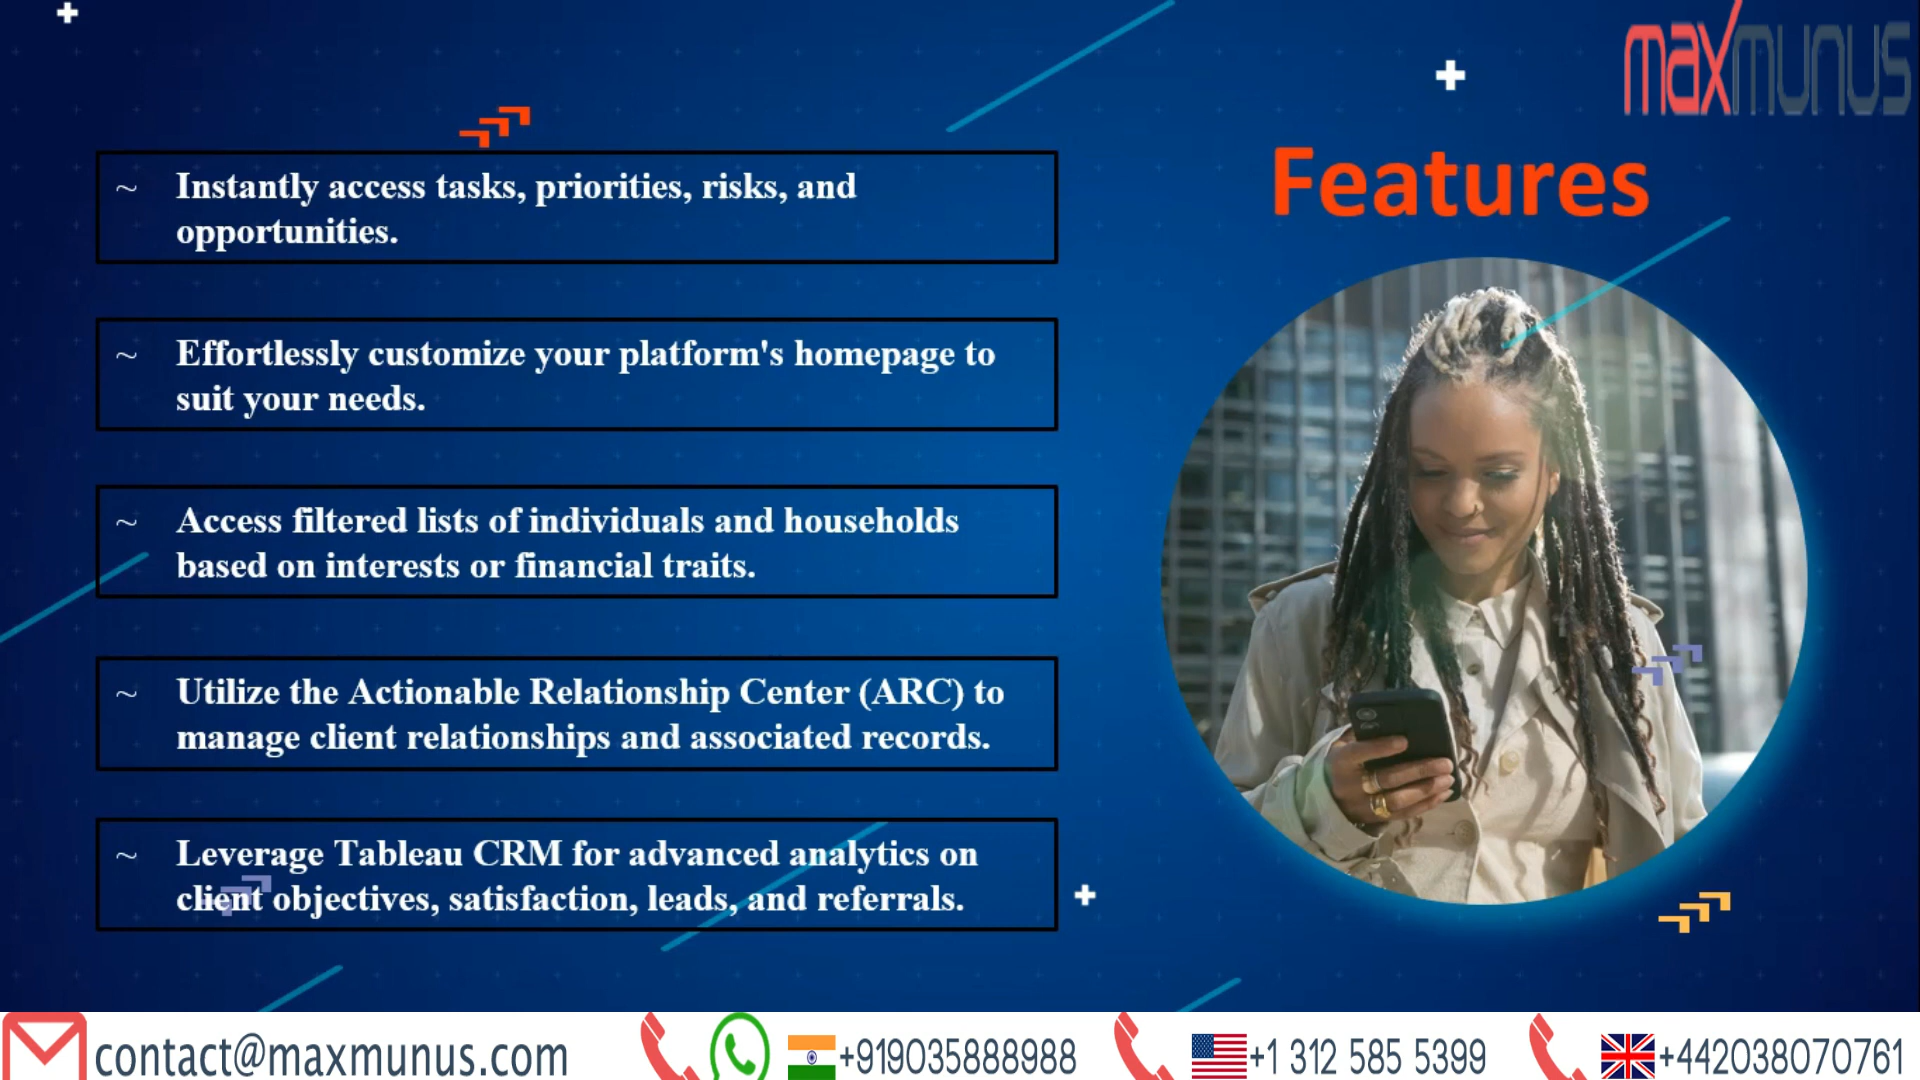 maxmunus
Features
~ Instantly access tasks, priorities, risks, and
opportunities.
~ Effortlessly customize your platform's homepage to
suit your needs.
~ Access filtered lists of individuals and households
based on interests or financial traits.
~ Utilize the Actionable Relationship Center (ARC) to
manage client relationships and associated records.
~ Leverage Tableau CRM for advanced analytics on
client objectives, satisfaction, leads, and referrals.
contact@maxmunus.com +919035888988 +1 312 585 5399 +442038070761